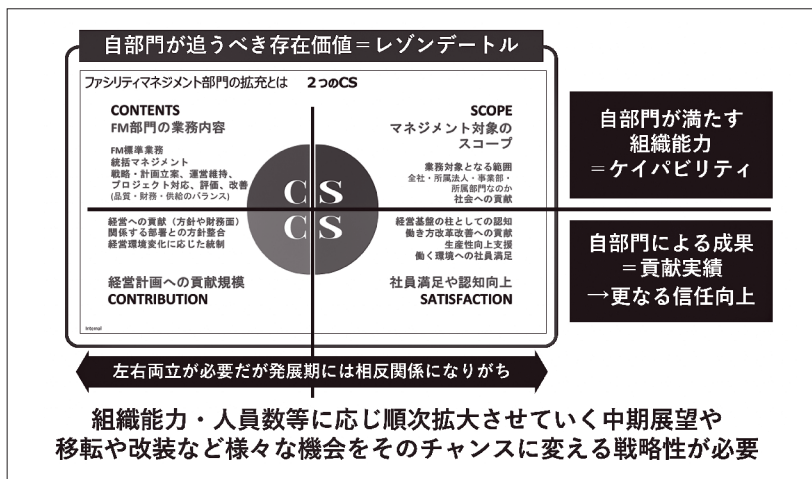 自部門が追うべき存在価値＝レゾンデートル
ファシリティマネジメント部門の拡充とは　2つのCS
CONTENTS
FM部門の業務内容
FM標準業務
統括マネジメント
戦略・計画立案、運営維持、
プロジェクト対応、評価、改善
(品質・財務・供給のバランス)
SCOPE
マネジメント対象の
スコープ
業務対象となる範囲
全社・所属法人・事業部・
所属部門なのか
社会への貢献
C S
C S
経営への貢献（方針や財務面）
関係する部署との方針整合
経営環境変化に応じた統制
経営計画への貢献規模
CONTRIBUTION
経営基盤の柱としての認知
働き方改革改善への貢献
生産性向上支援
働く環境への社員満足
社員満足や認知向上
SATISFACTION
Internal
自部門が満たす
組織能力
＝ケイパビリティ
自部門による成果
＝貢献実績
→更なる信任向上
左右両立が必要だが発展期には相反関係になりがち
組織能力・人員数等に応じ順次拡大させていく中期展望や
移転や改装など様々な機会をそのチャンスに変える戦略性が必要